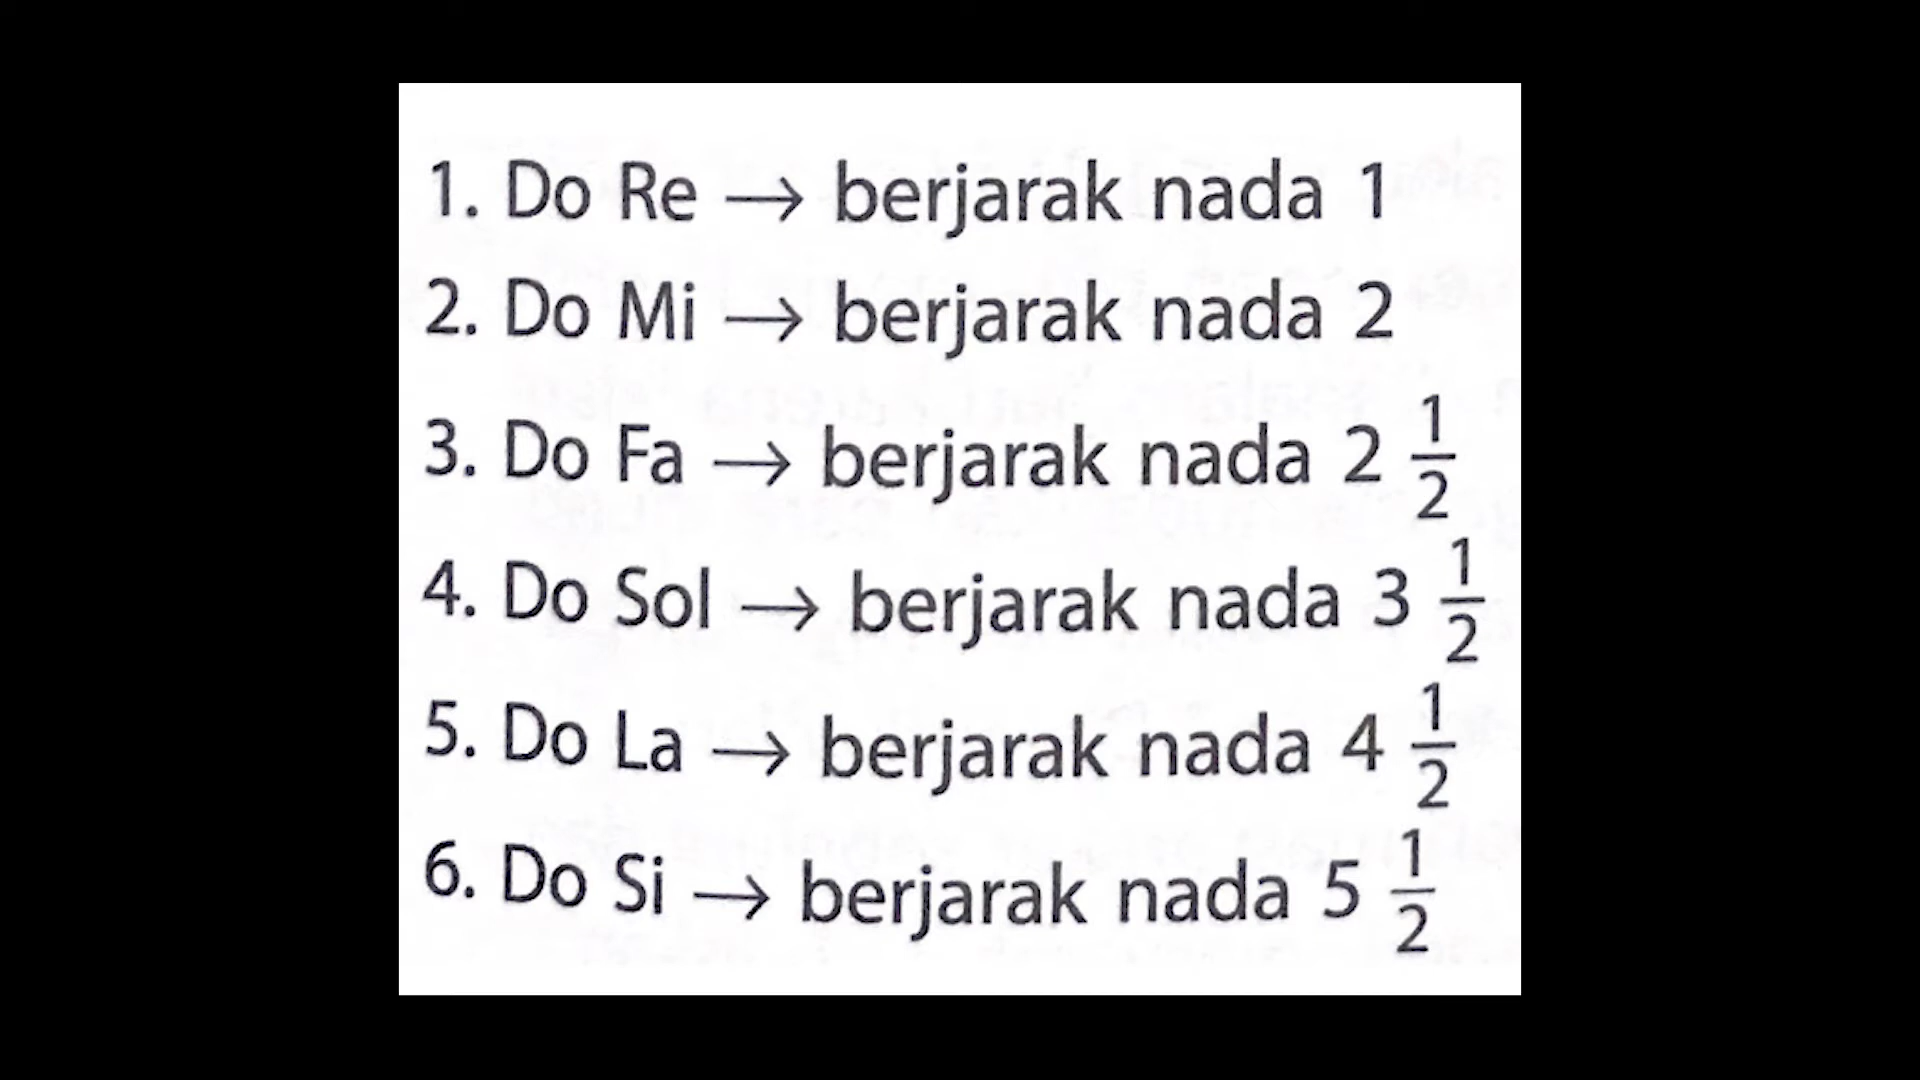 1. Do Re → berjarak nada 1
2. Do Mi → berjarak nada 2
3. Do Fa → berjarak nada 2 1/2
4. Do Sol → berjarak nada 3 1/2
5. Do La → berjarak nada 4 1/2
6. Do Si → berjarak nada 5 1/2